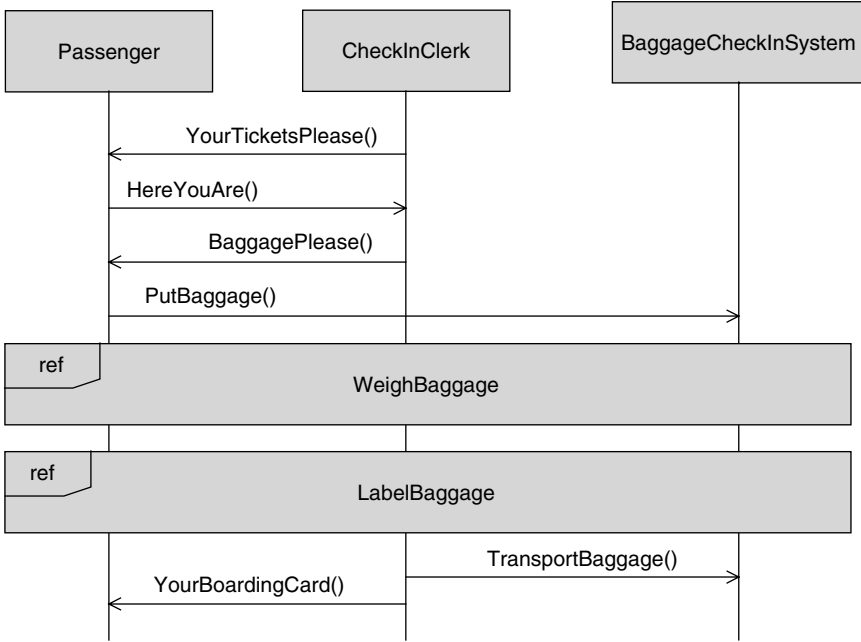 Passenger
CheckInClerk
BaggageCheckInSystem
YourTicketsPlease()
HereYouAre()
BaggagePlease()
PutBaggage()
ref
WeighBaggage
ref
LabelBaggage
TransportBaggage()
YourBoardingCard()